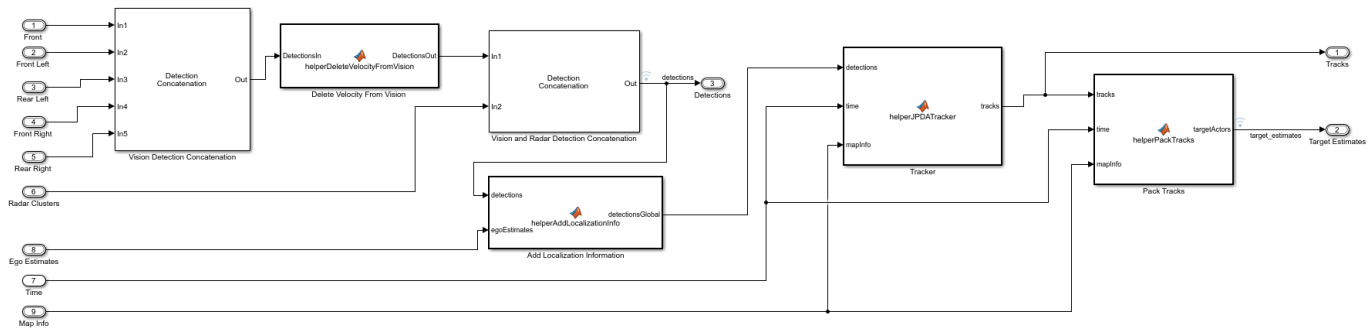 1
Front
2
Front Left
3
Rear Left
4
Front Right
5
Rear Right
6
Radar Clusters
8
Ego Estimates
7
Time
9
Map Info
In1
In2
In3
In4
In5
Detection
Concatenation
Out
Vision Detection Concatenation
DetectionsIn
DetectionsOut
helperDeleteVelocityFromVision
Delete Velocity From Vision
In1
In2
Detection
Concatenation
Out
Vision and Radar Detection Concatenation
detections
3
Detections
detections
egoEstimates
detectionsGlobal
helperAddLocalizationInfo
Add Localization Information
detections
time
mapInfo
helperJPDATracker
tracks
Tracker
tracks
time
mapInfo
helperPackTracks
targetActors
Pack Tracks
target_estimates
1
Tracks
2
Target Estimates